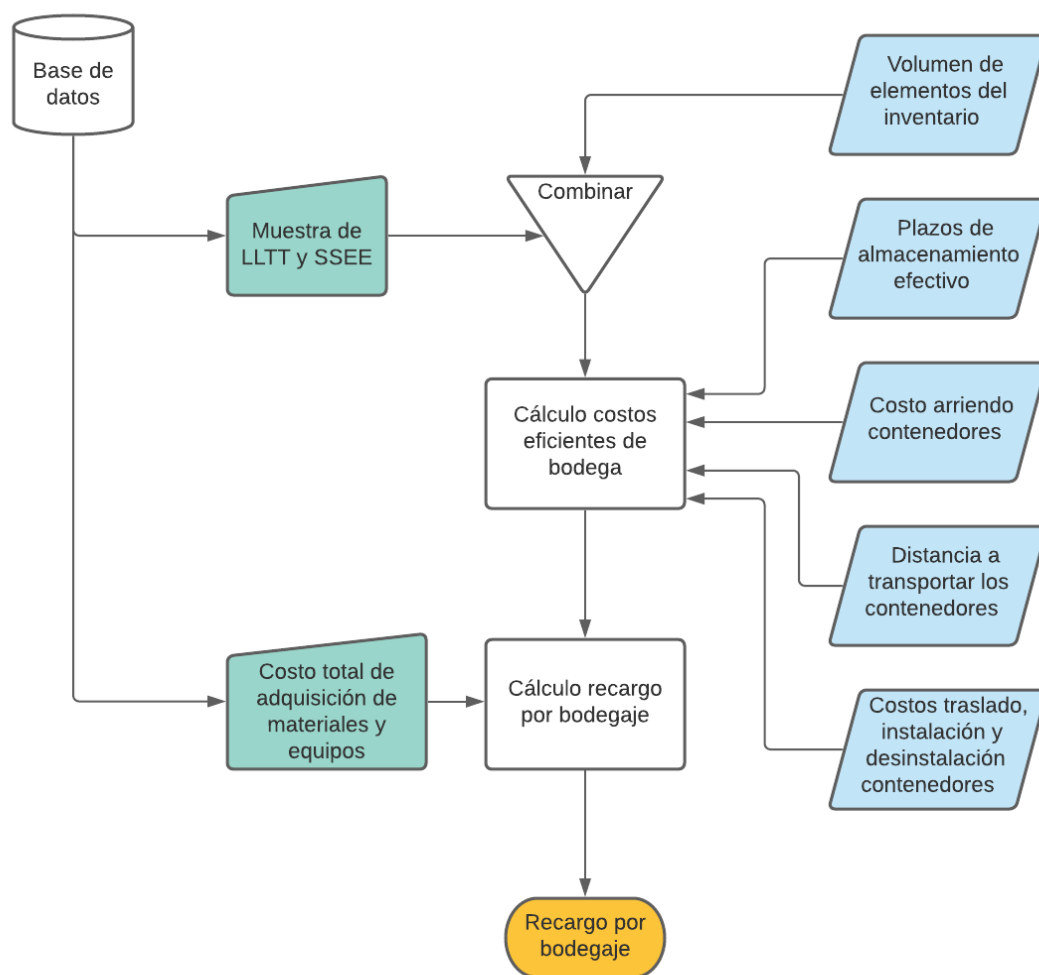 Base de
datos
Volumen de
elementos del
inventario
Combinar
Muestra de
LLTT y SSEE
Plazos de
almacenamiento
efectivo
Cálculo costos
eficientes de
bodega
Costo arriendo
contenedores
Distancia a
transportar los
contenedores
Costo total de
adquisición de
materiales y
equipos
Cálculo recargo
por bodegaje
Costos traslado,
instalación y
desinstalación
contenedores
Recargo por
bodegaje